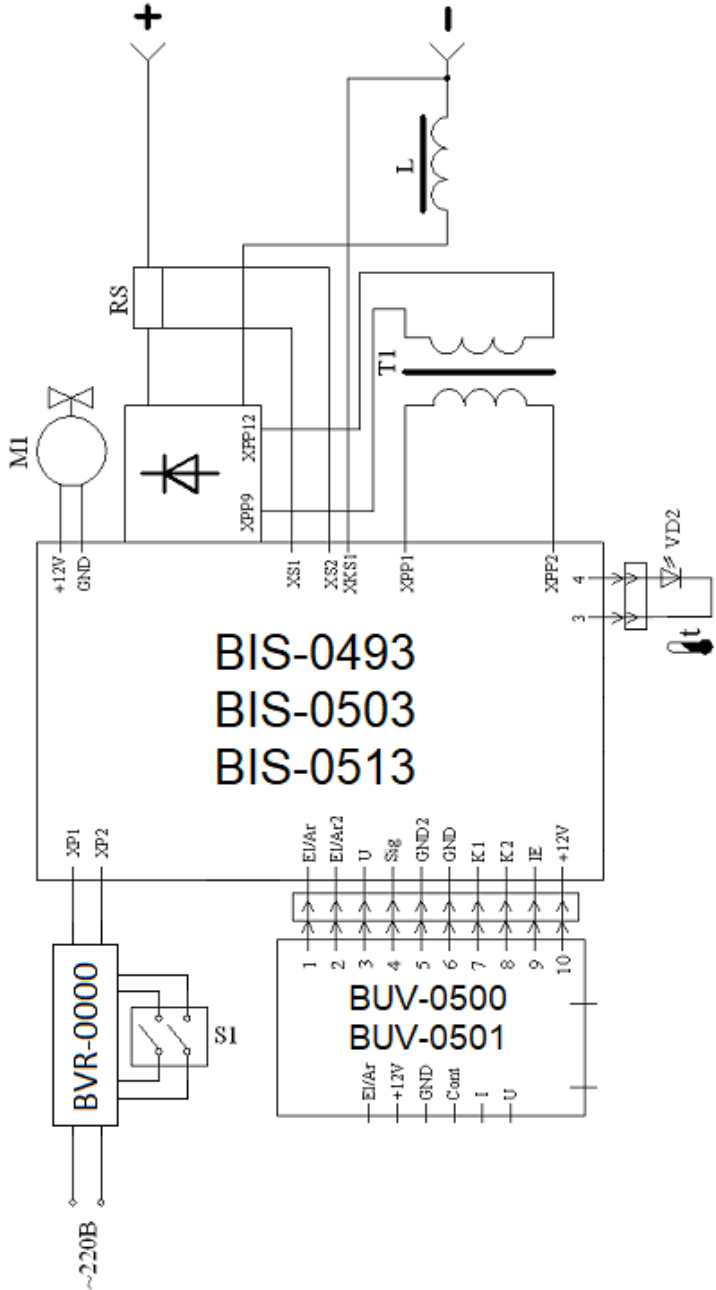 +
-
L
RS
T1
M1
XPP12
XPP9
+12V
GND
XS1
XS2
XKS1
XPP1
XPP2
4
3
VD2
t
BIS-0493
BIS-0503
BIS-0513
XP1
XP2
El/Ar
El/Ar2
U
Sig
GND2
GND
K1
K2
IE
+12V
1
2
3
4
5
6
7
8
9
10
BVR-0000
S1
BUV-0500
BUV-0501
El/Ar
+12V
GND
Cont
I
U
~220В